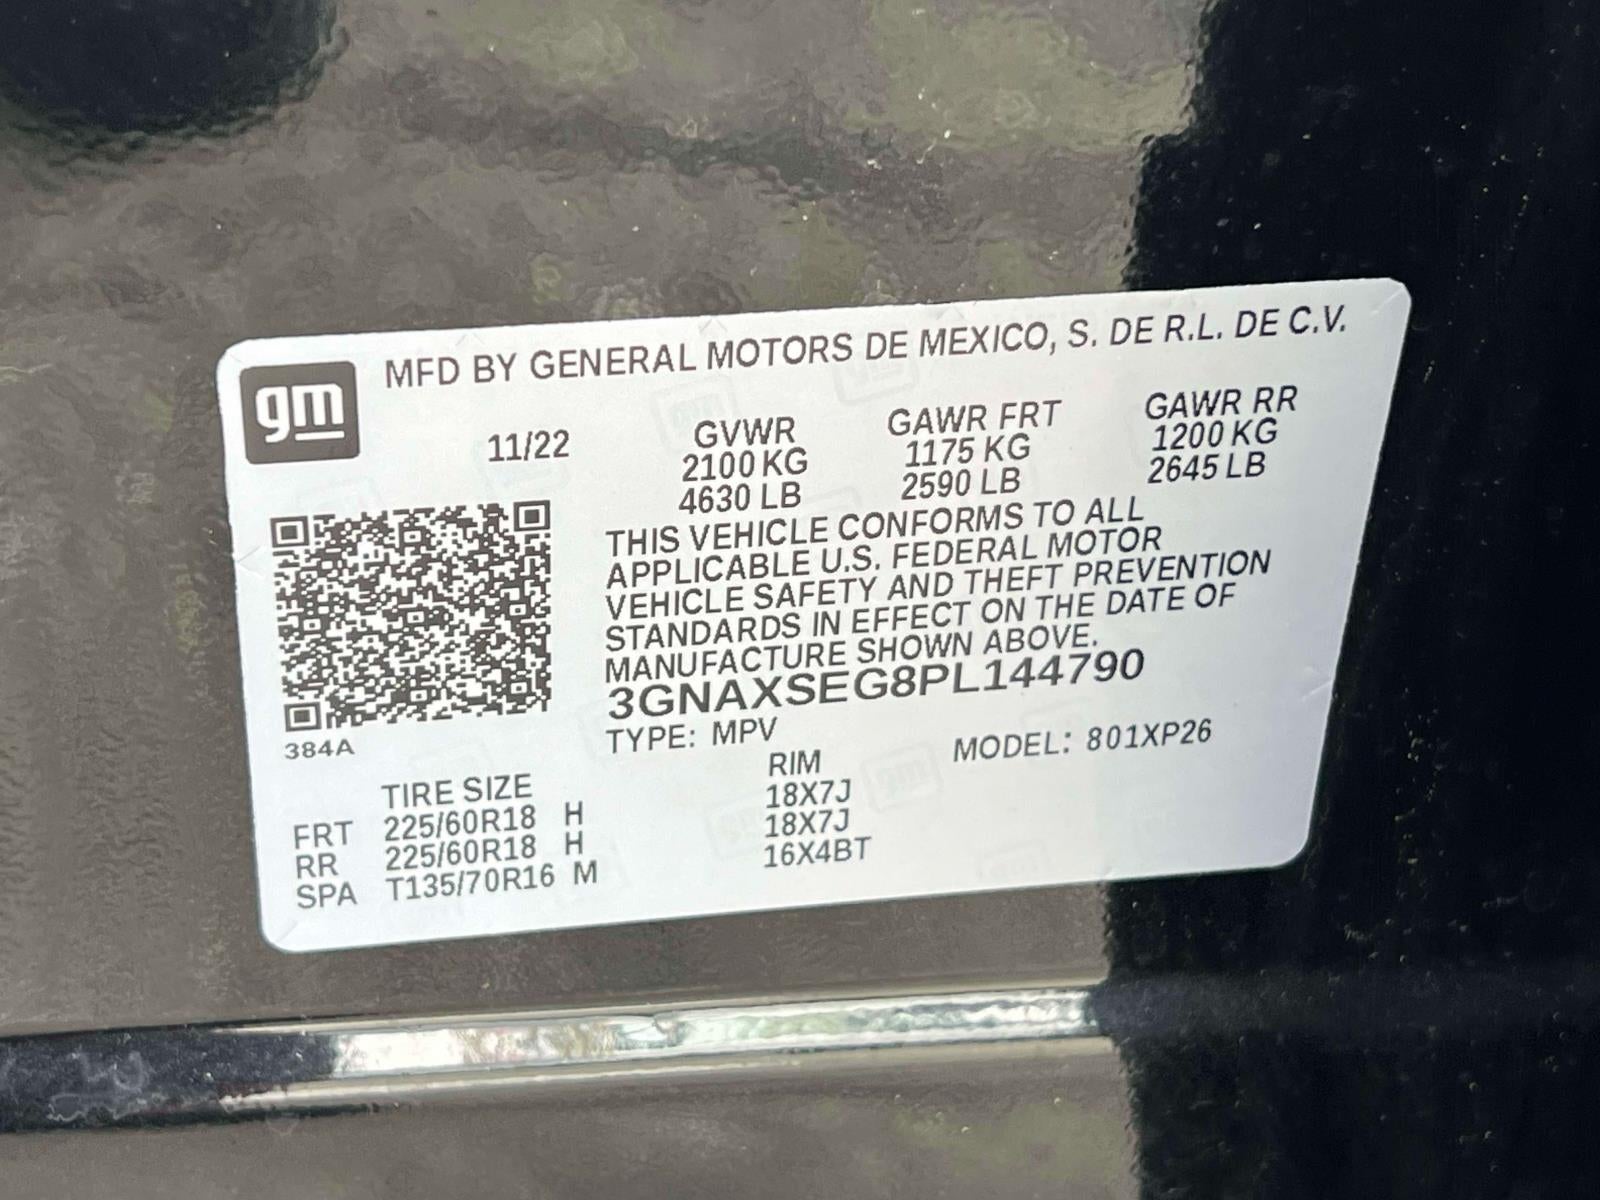 gm
MFD BY GENERAL MOTORS DE MEXICO, S. DE R.L. DE C.V.
11/22
GVWR
2100 KG
4630 LB
GAWR FRT
1175 KG
2590 LB
GAWR RR
1200 KG
2645 LB
THIS VEHICLE CONFORMS TO ALL
APPLICABLE U.S. FEDERAL MOTOR
VEHICLE SAFETY AND THEFT PREVENTION
STANDARDS IN EFFECT ON THE DATE OF
MANUFACTURE SHOWN ABOVE.
3GNAXSEG8PL144790
TYPE: MPV
MODEL: 801XP26
384A
TIRE SIZE RIM
FRT 225/60R18 H 18X7J
RR 225/60R18 H 18X7J
SPA T135/70R16 M 16X4BT